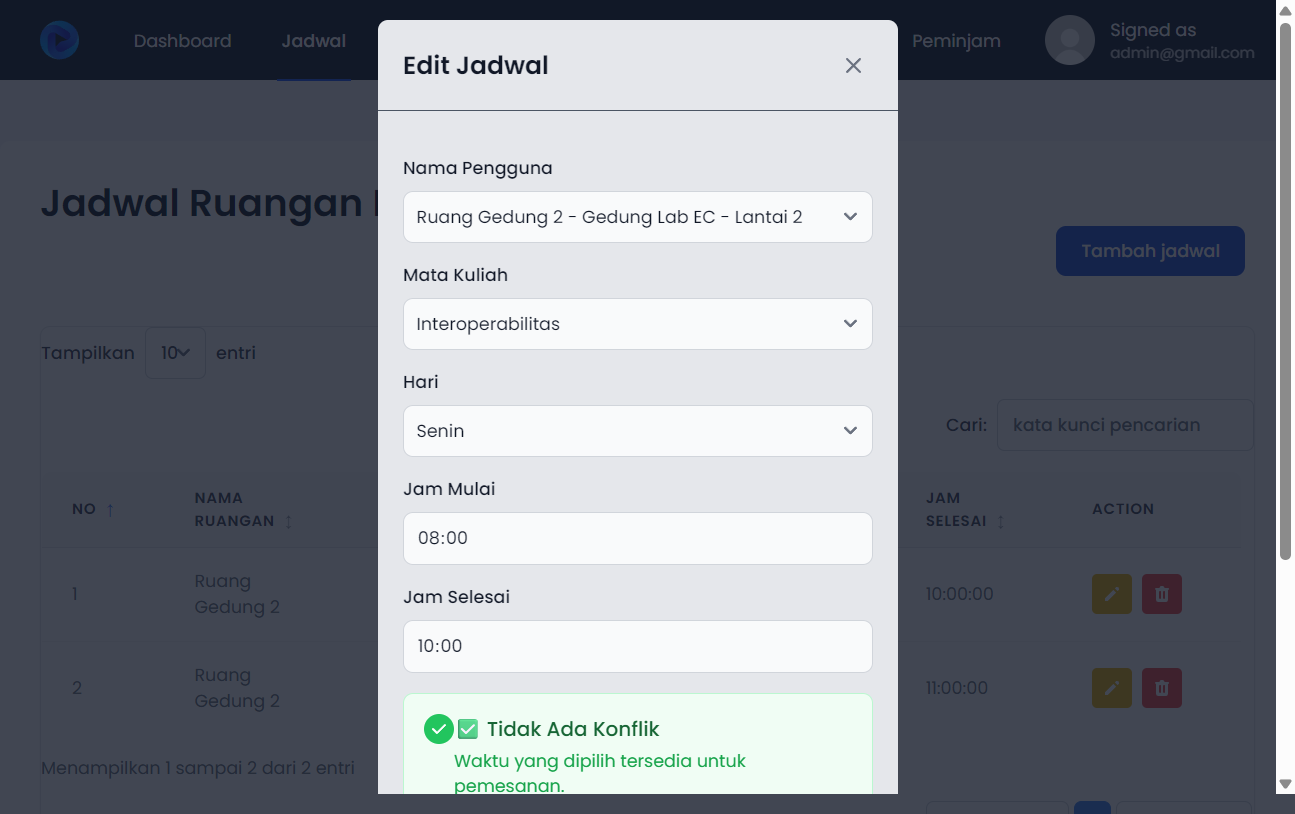 Dashboard
Jadwal
Peminjam
Signed as
admin@gmail.com
Edit Jadwal
Jadwal Ruangan
Tambah jadwal
Nama Pengguna
Ruang Gedung 2 - Gedung Lab EC - Lantai 2
Mata Kuliah
Interoperabilitas
Hari
Senin
Jam Mulai
08:00
Jam Selesai
10:00
✅ Tidak Ada Konflik
Waktu yang dipilih tersedia untuk
pemesanan.
Tampilkan 10 entri
Cari: kata kunci pencarian
NO ↑
NAMA
RUANGAN ↕
JAM
SELESAI ↕
ACTION
1
Ruang
Gedung 2
10:00:00
2
Ruang
Gedung 2
11:00:00
Menampilkan 1 sampai 2 dari 2 entri